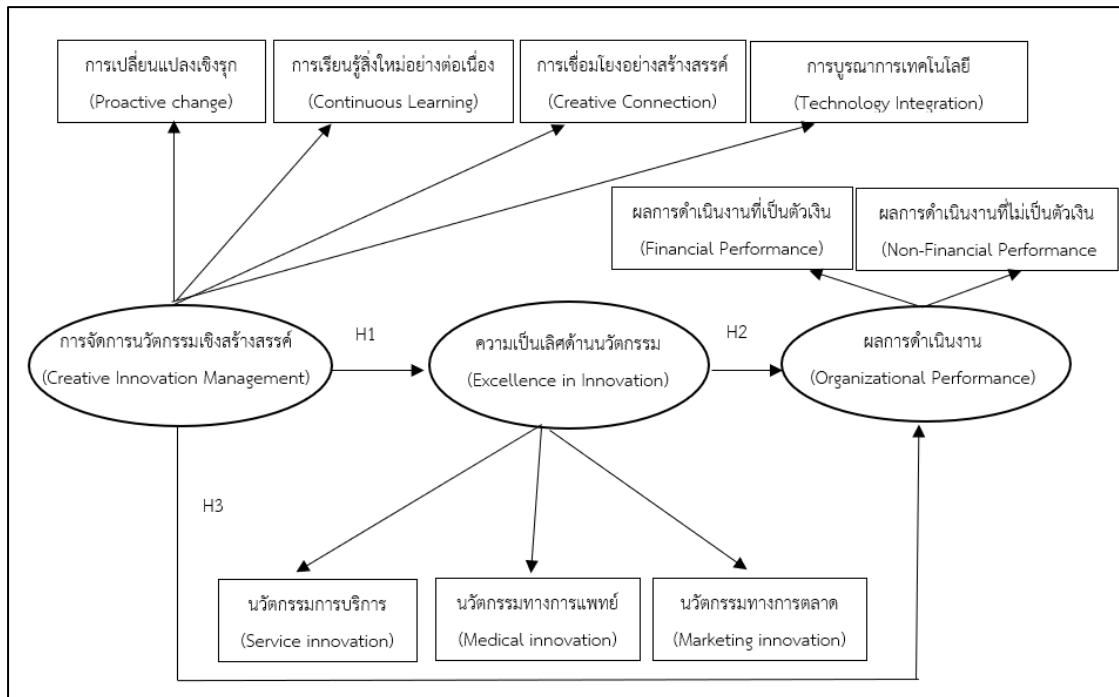 การเปลี่ยนแปลงเชิงรุก
(Proactive change)
การเรียนรู้สิ่งใหม่อย่างต่อเนื่อง
(Continuous Learning)
การเชื่อมโยงอย่างสร้างสรรค์
(Creative Connection)
การบูรณาการเทคโนโลยี
(Technology Integration)
ผลการดำเนินงานที่เป็นตัวเงิน
(Financial Performance)
ผลการดำเนินงานที่ไม่เป็นตัวเงิน
(Non-Financial Performance
การจัดการนวัตกรรมเชิงสร้างสรรค์
(Creative Innovation Management)
H1
ความเป็นเลิศด้านนวัตกรรม
(Excellence in Innovation)
H2
ผลการดำเนินงาน
(Organizational Performance)
H3
นวัตกรรมการบริการ
(Service innovation)
นวัตกรรมทางการแพทย์
(Medical innovation)
นวัตกรรมทางการตลาด
(Marketing innovation)